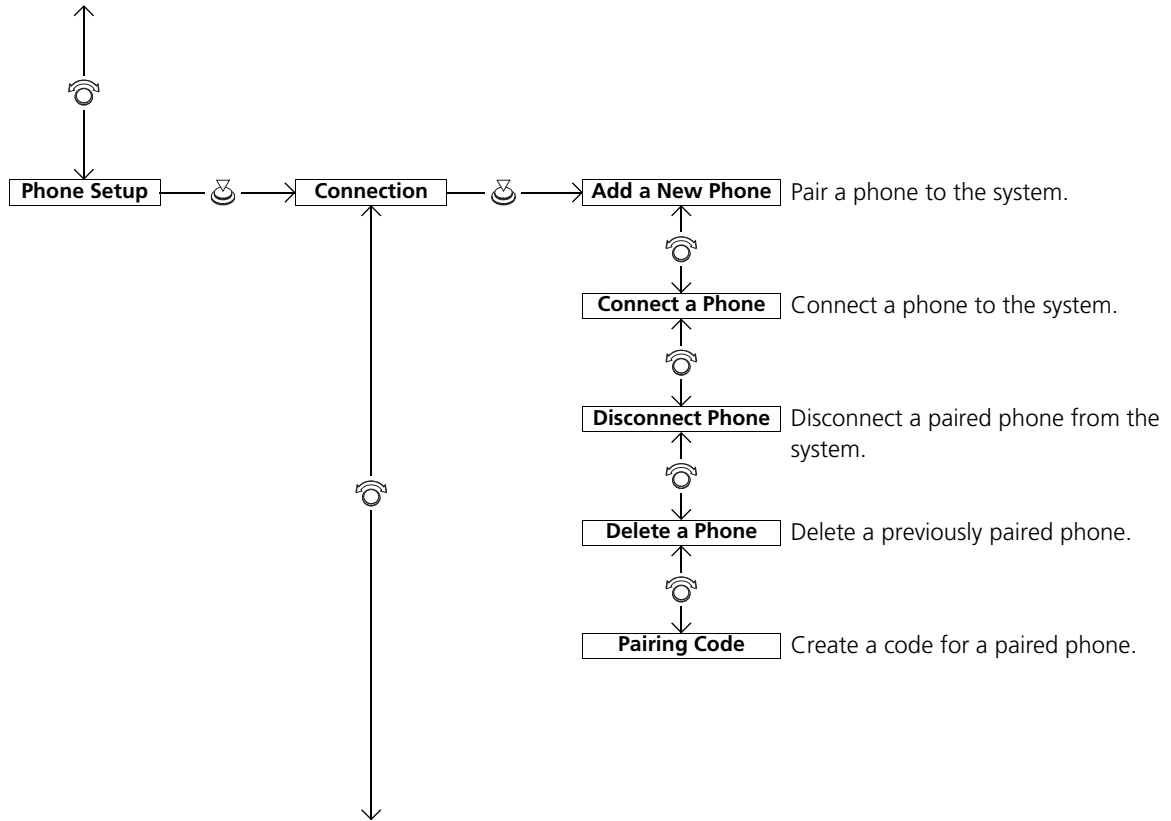 Phone Setup
Connection
Add a New Phone
Pair a phone to the system.
Connect a Phone
Connect a phone to the system.
Disconnect Phone
Disconnect a paired phone from the
system.
Delete a Phone
Delete a previously paired phone.
Pairing Code
Create a code for a paired phone.